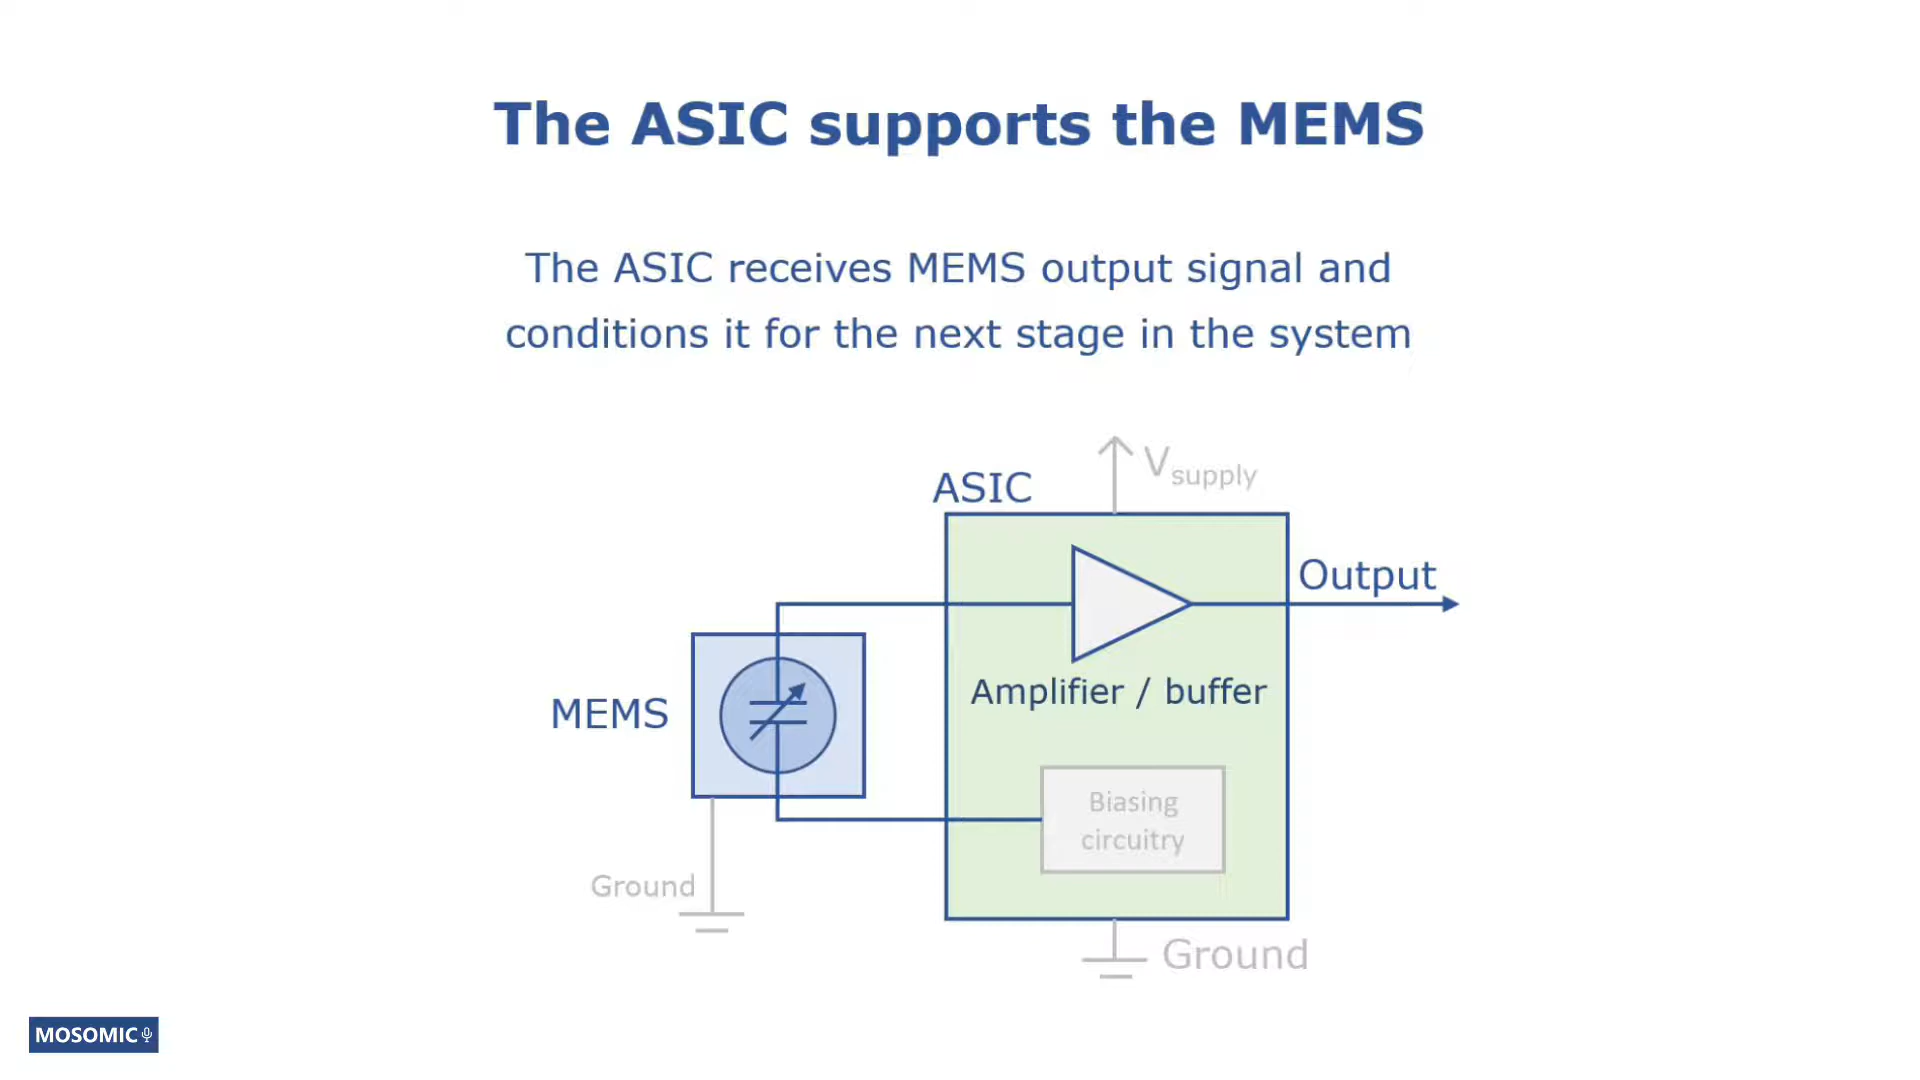 The ASIC supports the MEMS
The ASIC receives MEMS output signal and
conditions it for the next stage in the system
V supply
ASIC
Output
Amplifier / buffer
MEMS
Biasing
circuitry
Ground
Ground
MOSOMIC